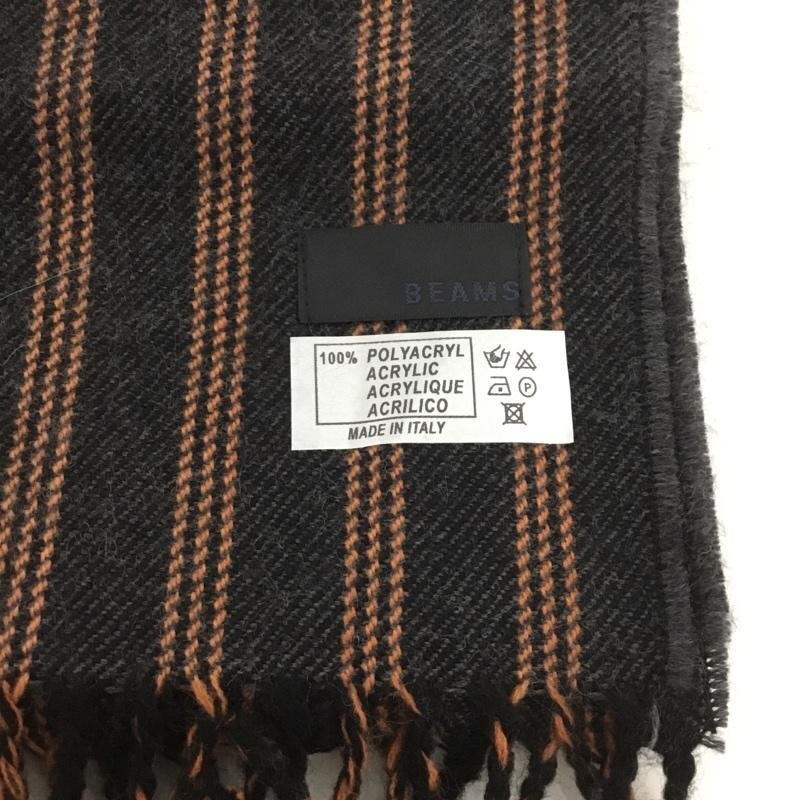 BEAMS
100% POLYACRYL
ACRYLIC
ACRYLIQUE
ACRILICO
MADE IN ITALY
P